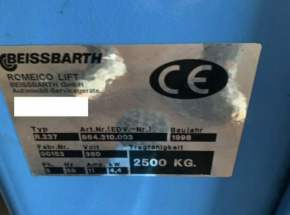 BEISSBARTH
ROMEICO LIFT
BEISSBARTH GmbH
Automobil-Servicegeräte
CE
Typ Art.Nr.(EDV.-Nr.) Baujahr
R.237 664.310.003 1998
Fabr.Nr. Volt Tragfähigkeit
00153 380 2500 KG.
Ph. Hz. Amp. kW
3 50 11 4,4